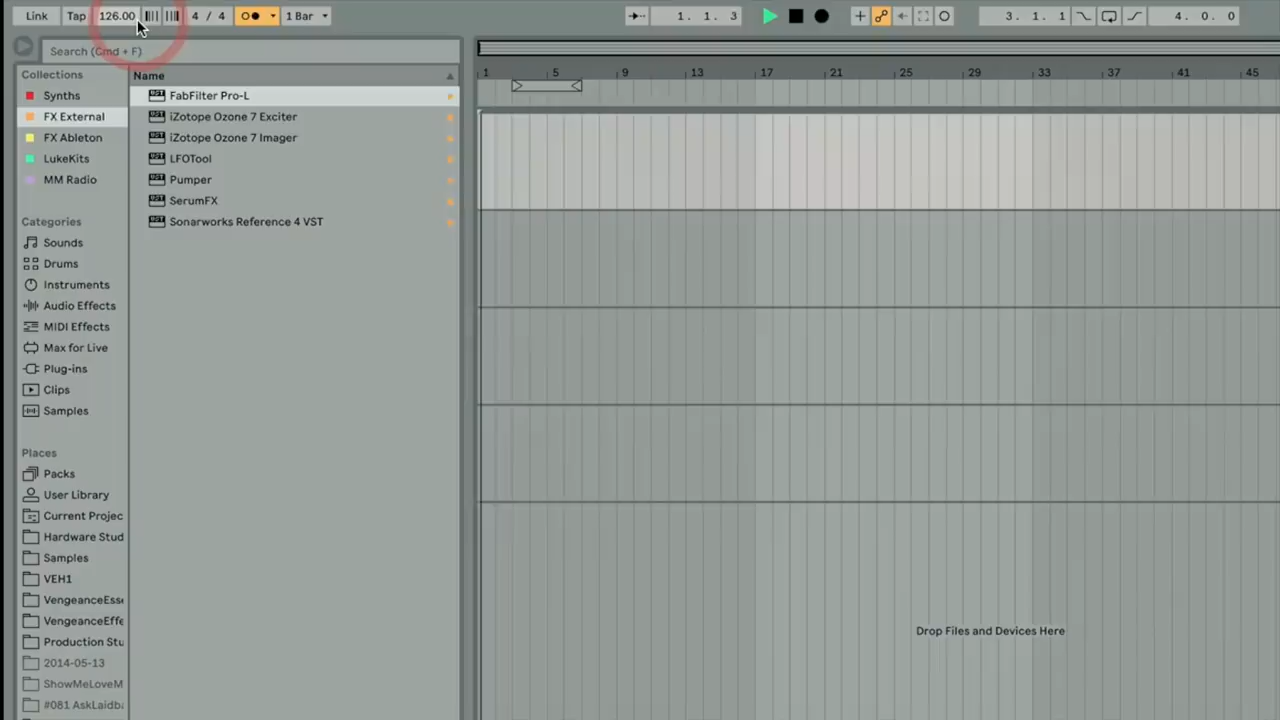 Link Tap 126.00 4 / 4 1 Bar 1. 1. 3 3. 1. 1 4. 0. 0
Search (Cmd + F)
Collections
Synths
FX External
FX Ableton
LukeKits
MM Radio
Categories
Sounds
Drums
Instruments
Audio Effects
MIDI Effects
Max for Live
Plug-ins
Clips
Samples
Places
Packs
User Library
Current Projec
Hardware Stud
Samples
VEH1
VengeanceEsse
VengeanceEffe
Production Stu
2014-05-13
ShowMeLoveM
#081 AskLaidba
Name
FabFilter Pro-L
iZotope Ozone 7 Exciter
iZotope Ozone 7 Imager
LFOTool
Pumper
SerumFX
Sonarworks Reference 4 VST
1 5 9 13 17 21 25 29 33 37 41 45
Drop Files and Devices Here